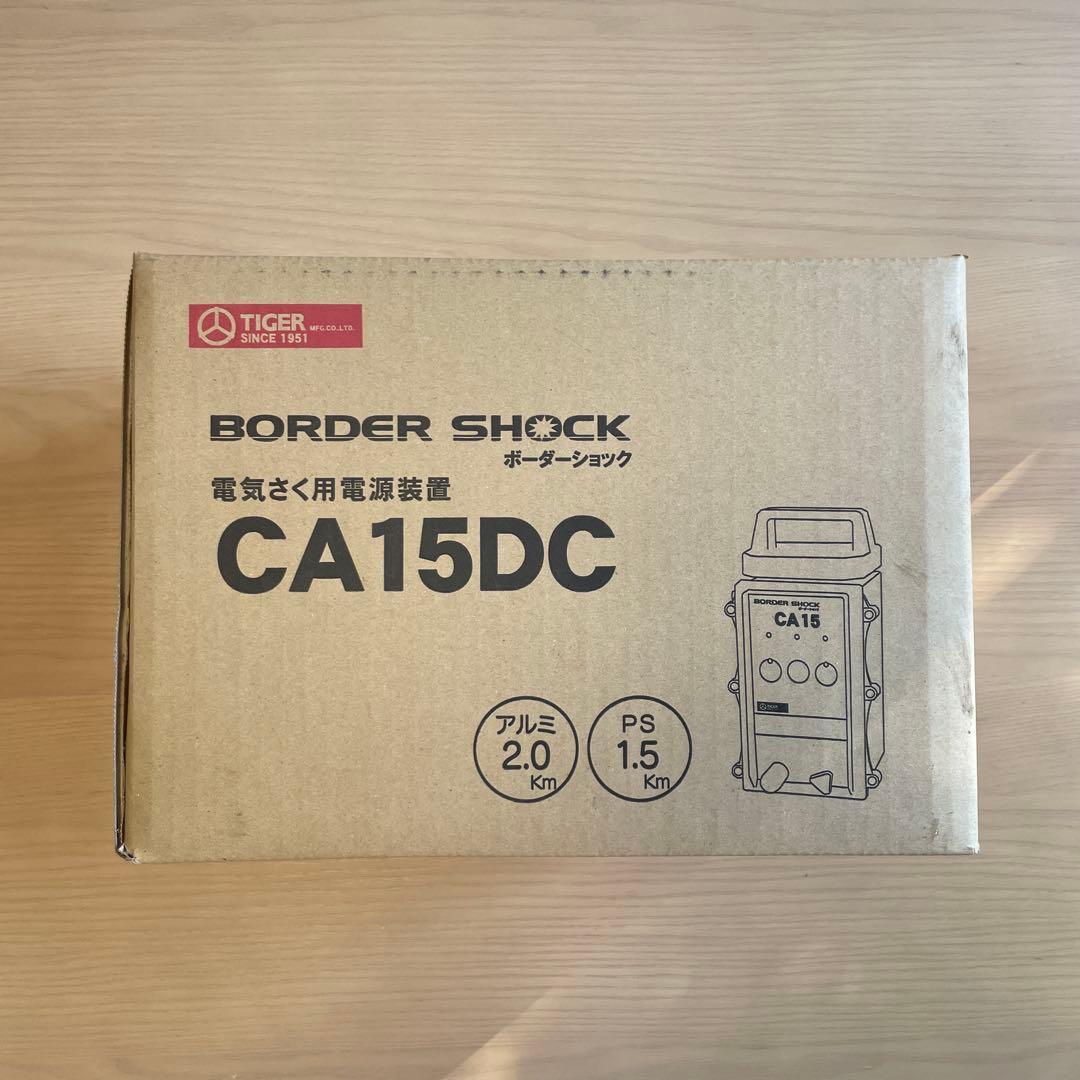 TIGER MFG.CO.,LTD.
SINCE 1951
BORDER SHOCK
ボーダーショック
電気さく用電源装置
CA15DC
アルミ
2.0
Km
PS
1.5
Km
BORDER SHOCK
CA15
TIGER